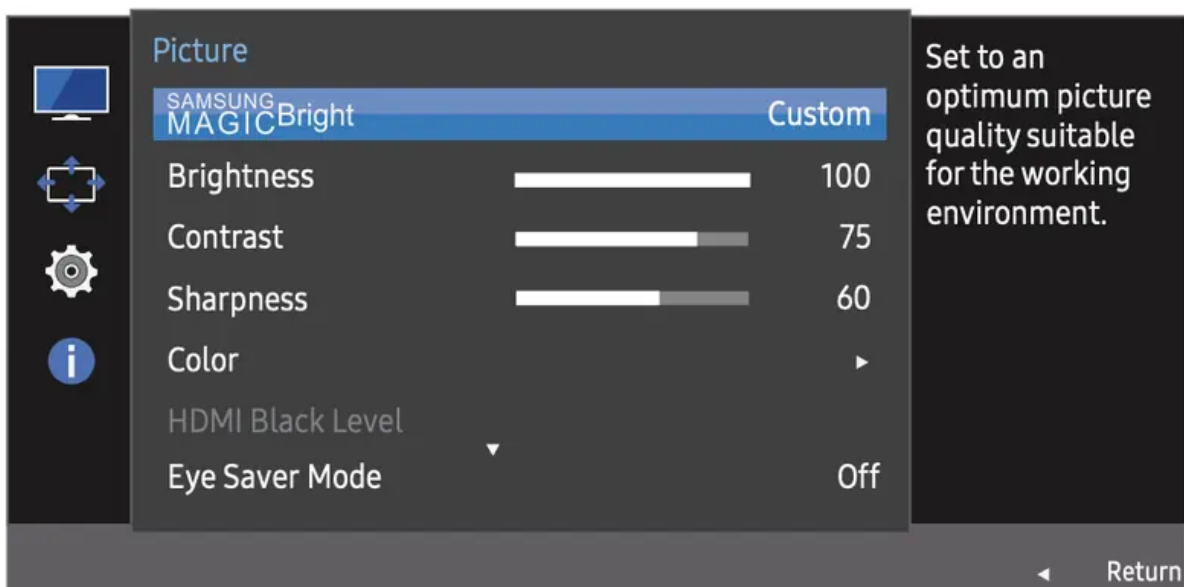 Picture
SAMSUNG
MAGICBright Custom
Brightness 100
Contrast 75
Sharpness 60
Color ►
HDMI Black Level
▼
Eye Saver Mode Off
Set to an
optimum picture
quality suitable
for the working
environment.
i
◄ Return